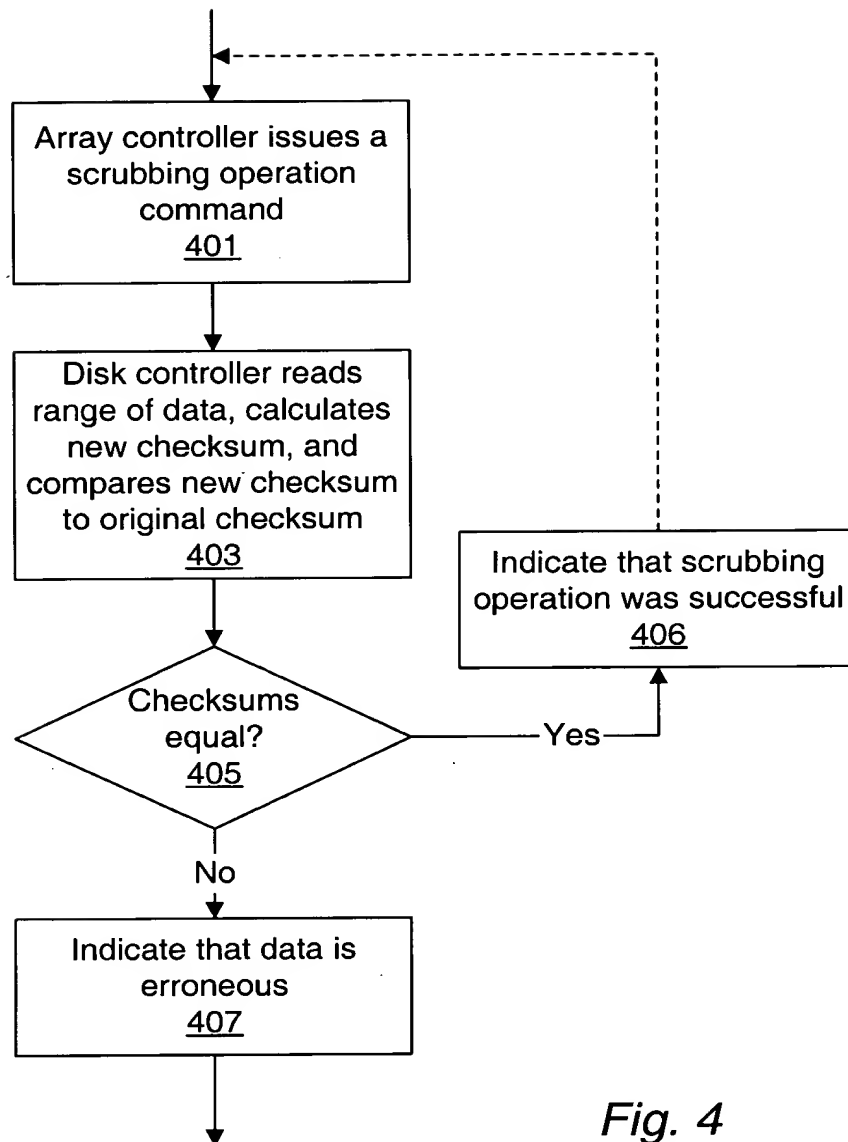 Array controller issues a
scrubbing operation
command
401
Disk controller reads
range of data, calculates
new checksum, and
compares new checksum
to original checksum
403
Indicate that scrubbing
operation was successful
406
Checksums
equal?
405
Yes
No
Indicate that data is
erroneous
407
Fig. 4